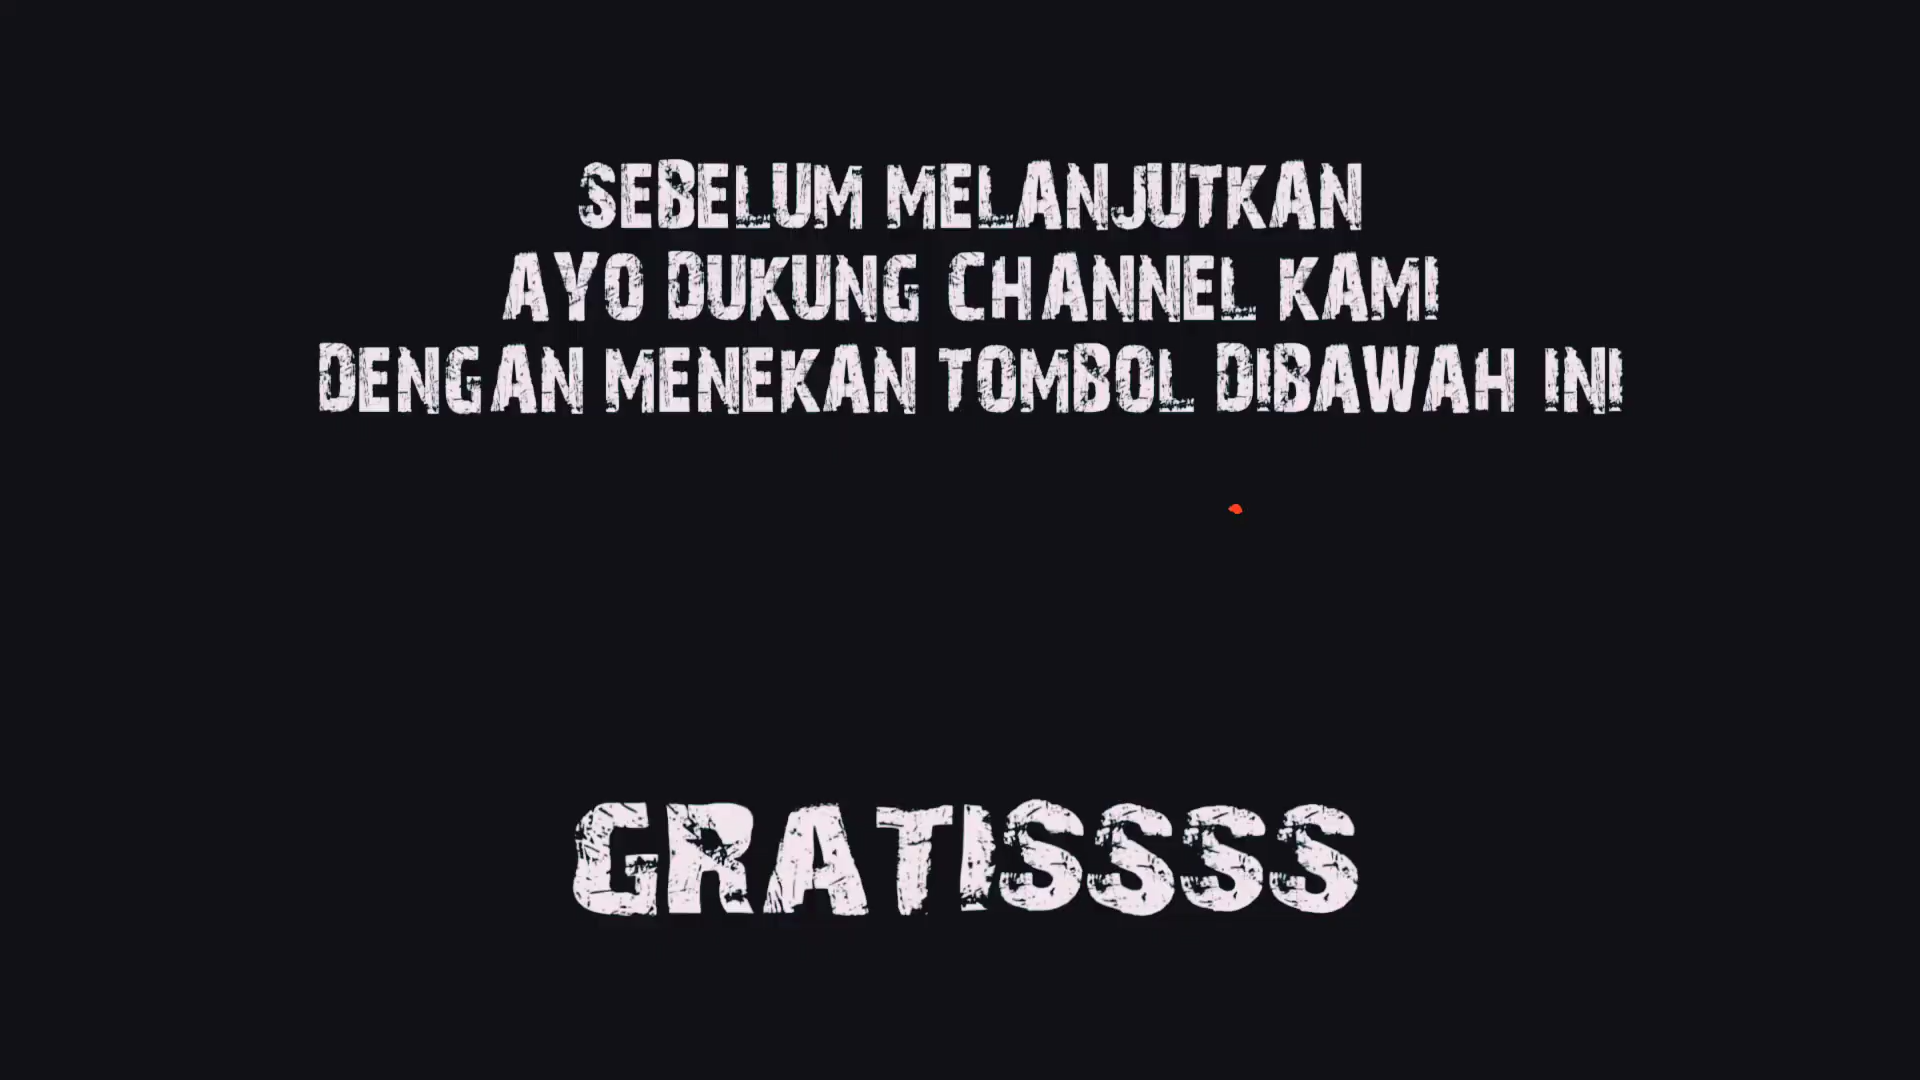 SEBELUM MELANJUTKAN
AYO DUKUNG CHANNEL KAMI
DENGAN MENEKAN TOMBOL DIBAWAH INI
GRATISSSS